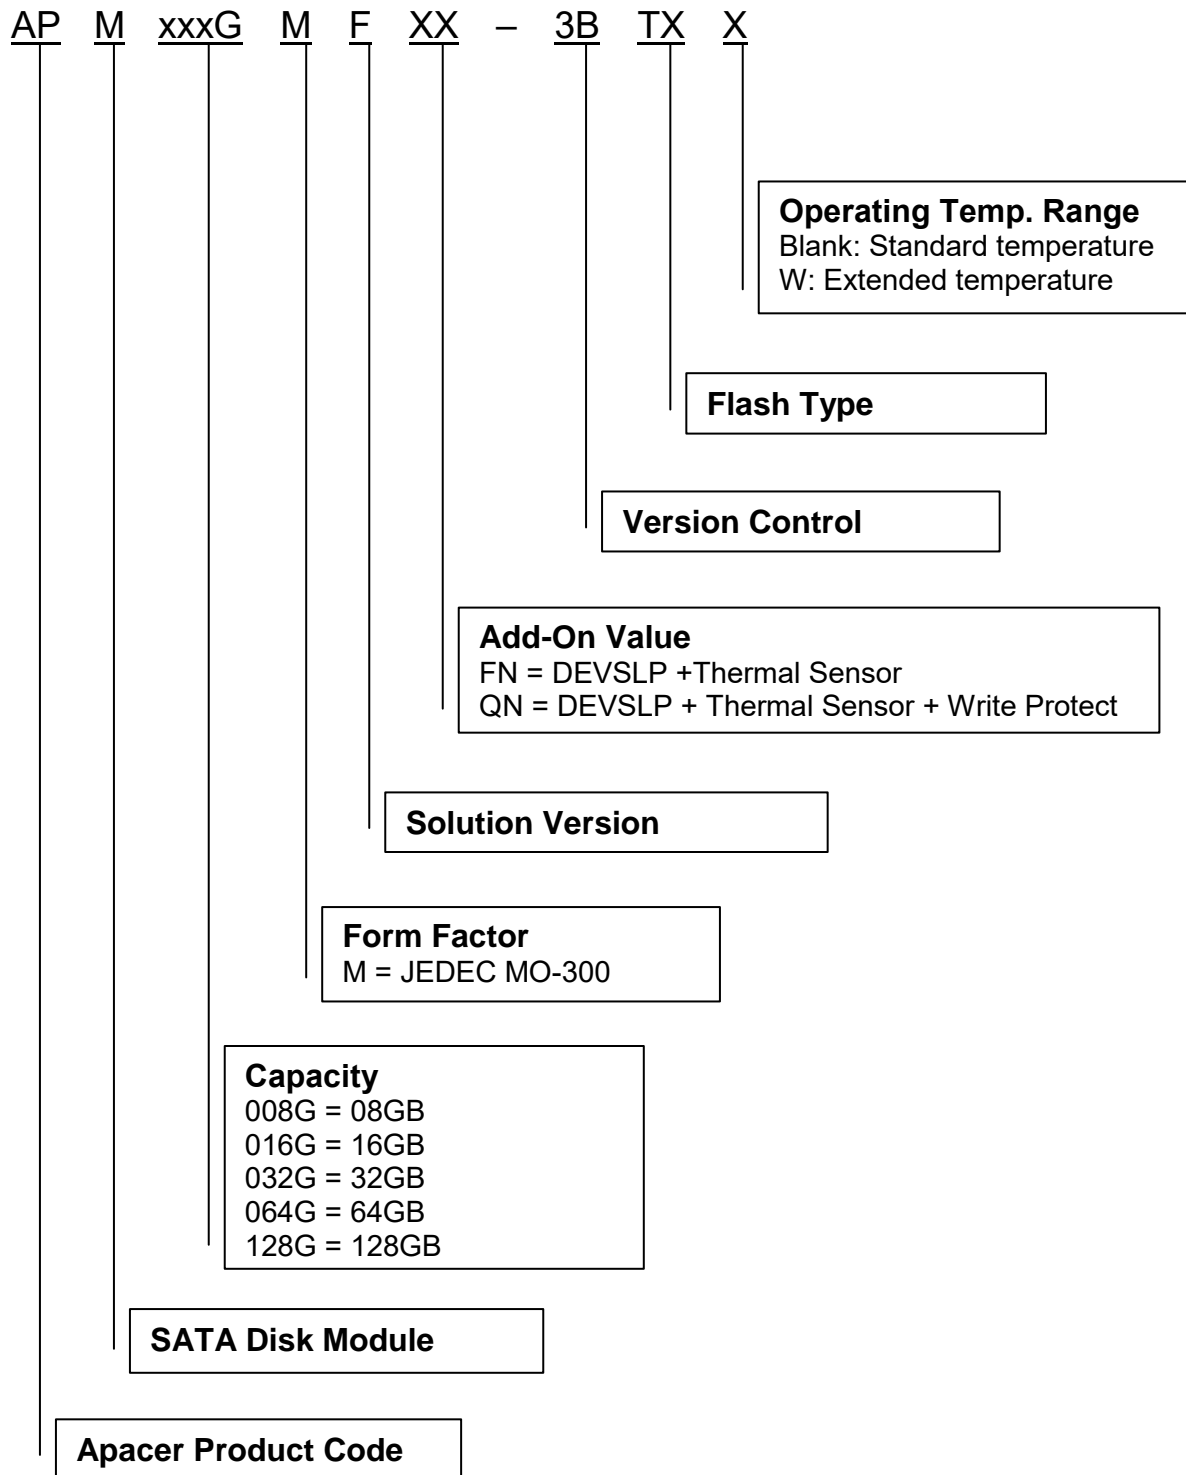 AP M xxxG M F XX – 3B TX X
Operating Temp. Range
Blank: Standard temperature
W: Extended temperature
Flash Type
Version Control
Add-On Value
FN = DEVSLP +Thermal Sensor
QN = DEVSLP + Thermal Sensor + Write Protect
Solution Version
Form Factor
M = JEDEC MO-300
Capacity
008G = 08GB
016G = 16GB
032G = 32GB
064G = 64GB
128G = 128GB
SATA Disk Module
Apacer Product Code